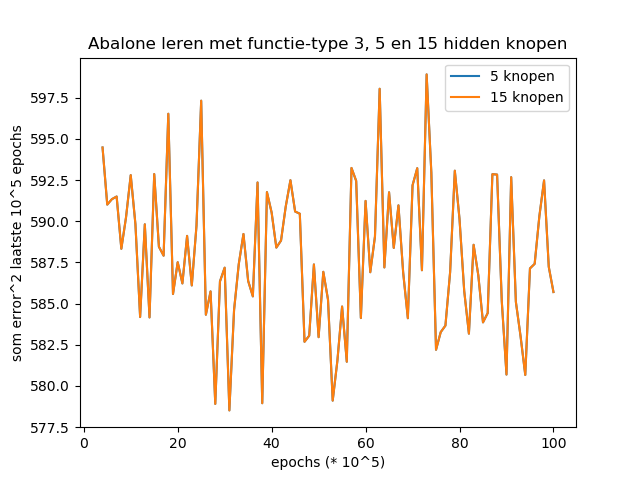 Abalone leren met functie-type 3, 5 en 15 hidden knopen
5 knopen
15 knopen
som error^2 laatste 10^5 epochs
597.5
595.0
592.5
590.0
587.5
585.0
582.5
580.0
577.5
0 20 40 60 80 100
epochs (* 10^5)